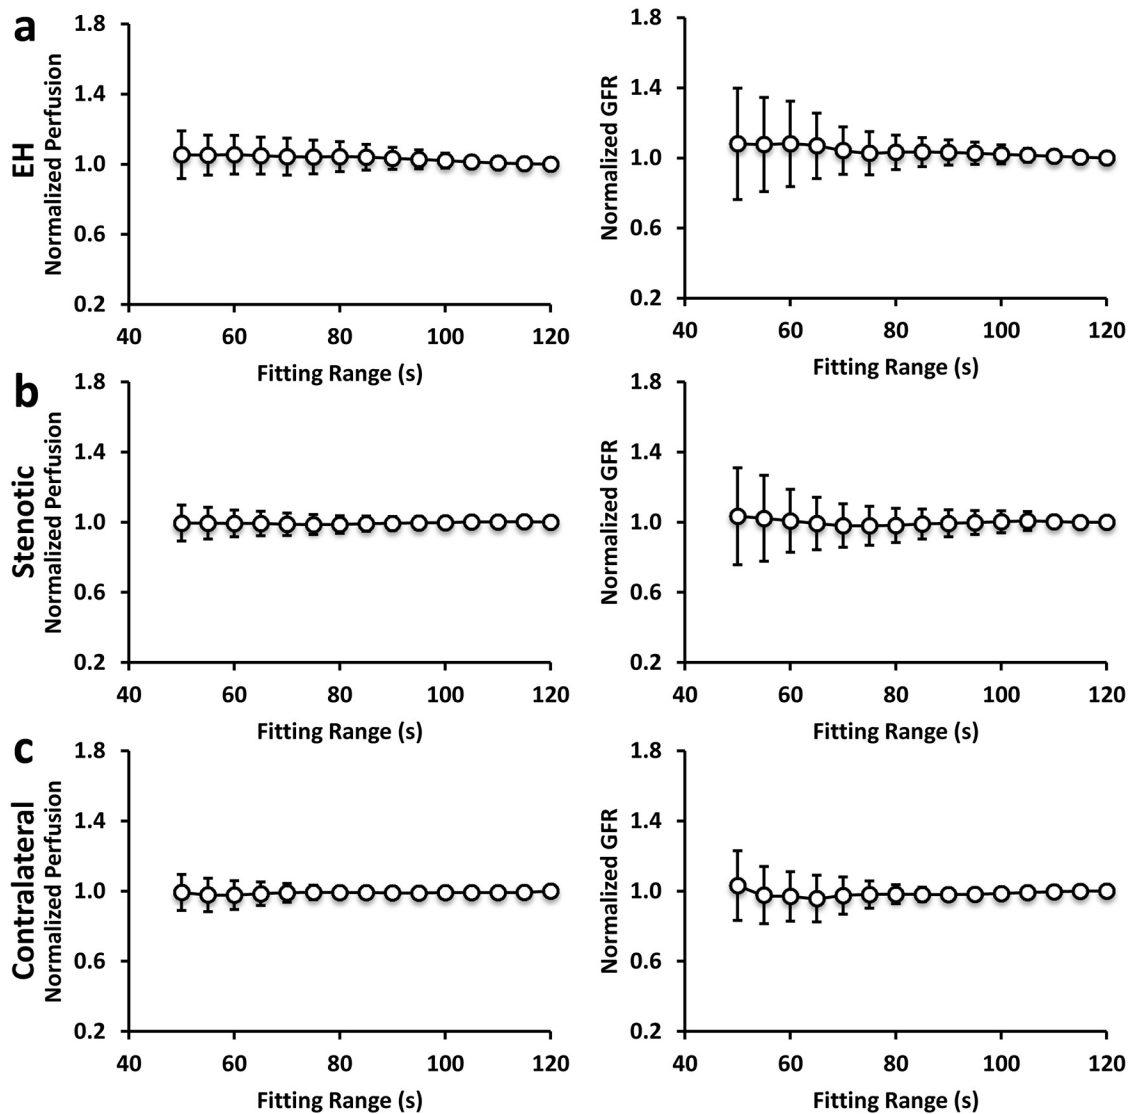 a
EH
Normalized Perfusion
1.8
1.4
1.0
0.6
0.2
40 60 80 100 120
Fitting Range (s)
Normalized GFR
1.8
1.4
1.0
0.6
0.2
40 60 80 100 120
Fitting Range (s)
b
Stenotic
Normalized Perfusion
1.8
1.4
1.0
0.6
0.2
40 60 80 100 120
Fitting Range (s)
Normalized GFR
1.8
1.4
1.0
0.6
0.2
40 60 80 100 120
Fitting Range (s)
c
Contralateral
Normalized Perfusion
1.8
1.4
1.0
0.6
0.2
40 60 80 100 120
Fitting Range (s)
Normalized GFR
1.8
1.4
1.0
0.6
0.2
40 60 80 100 120
Fitting Range (s)